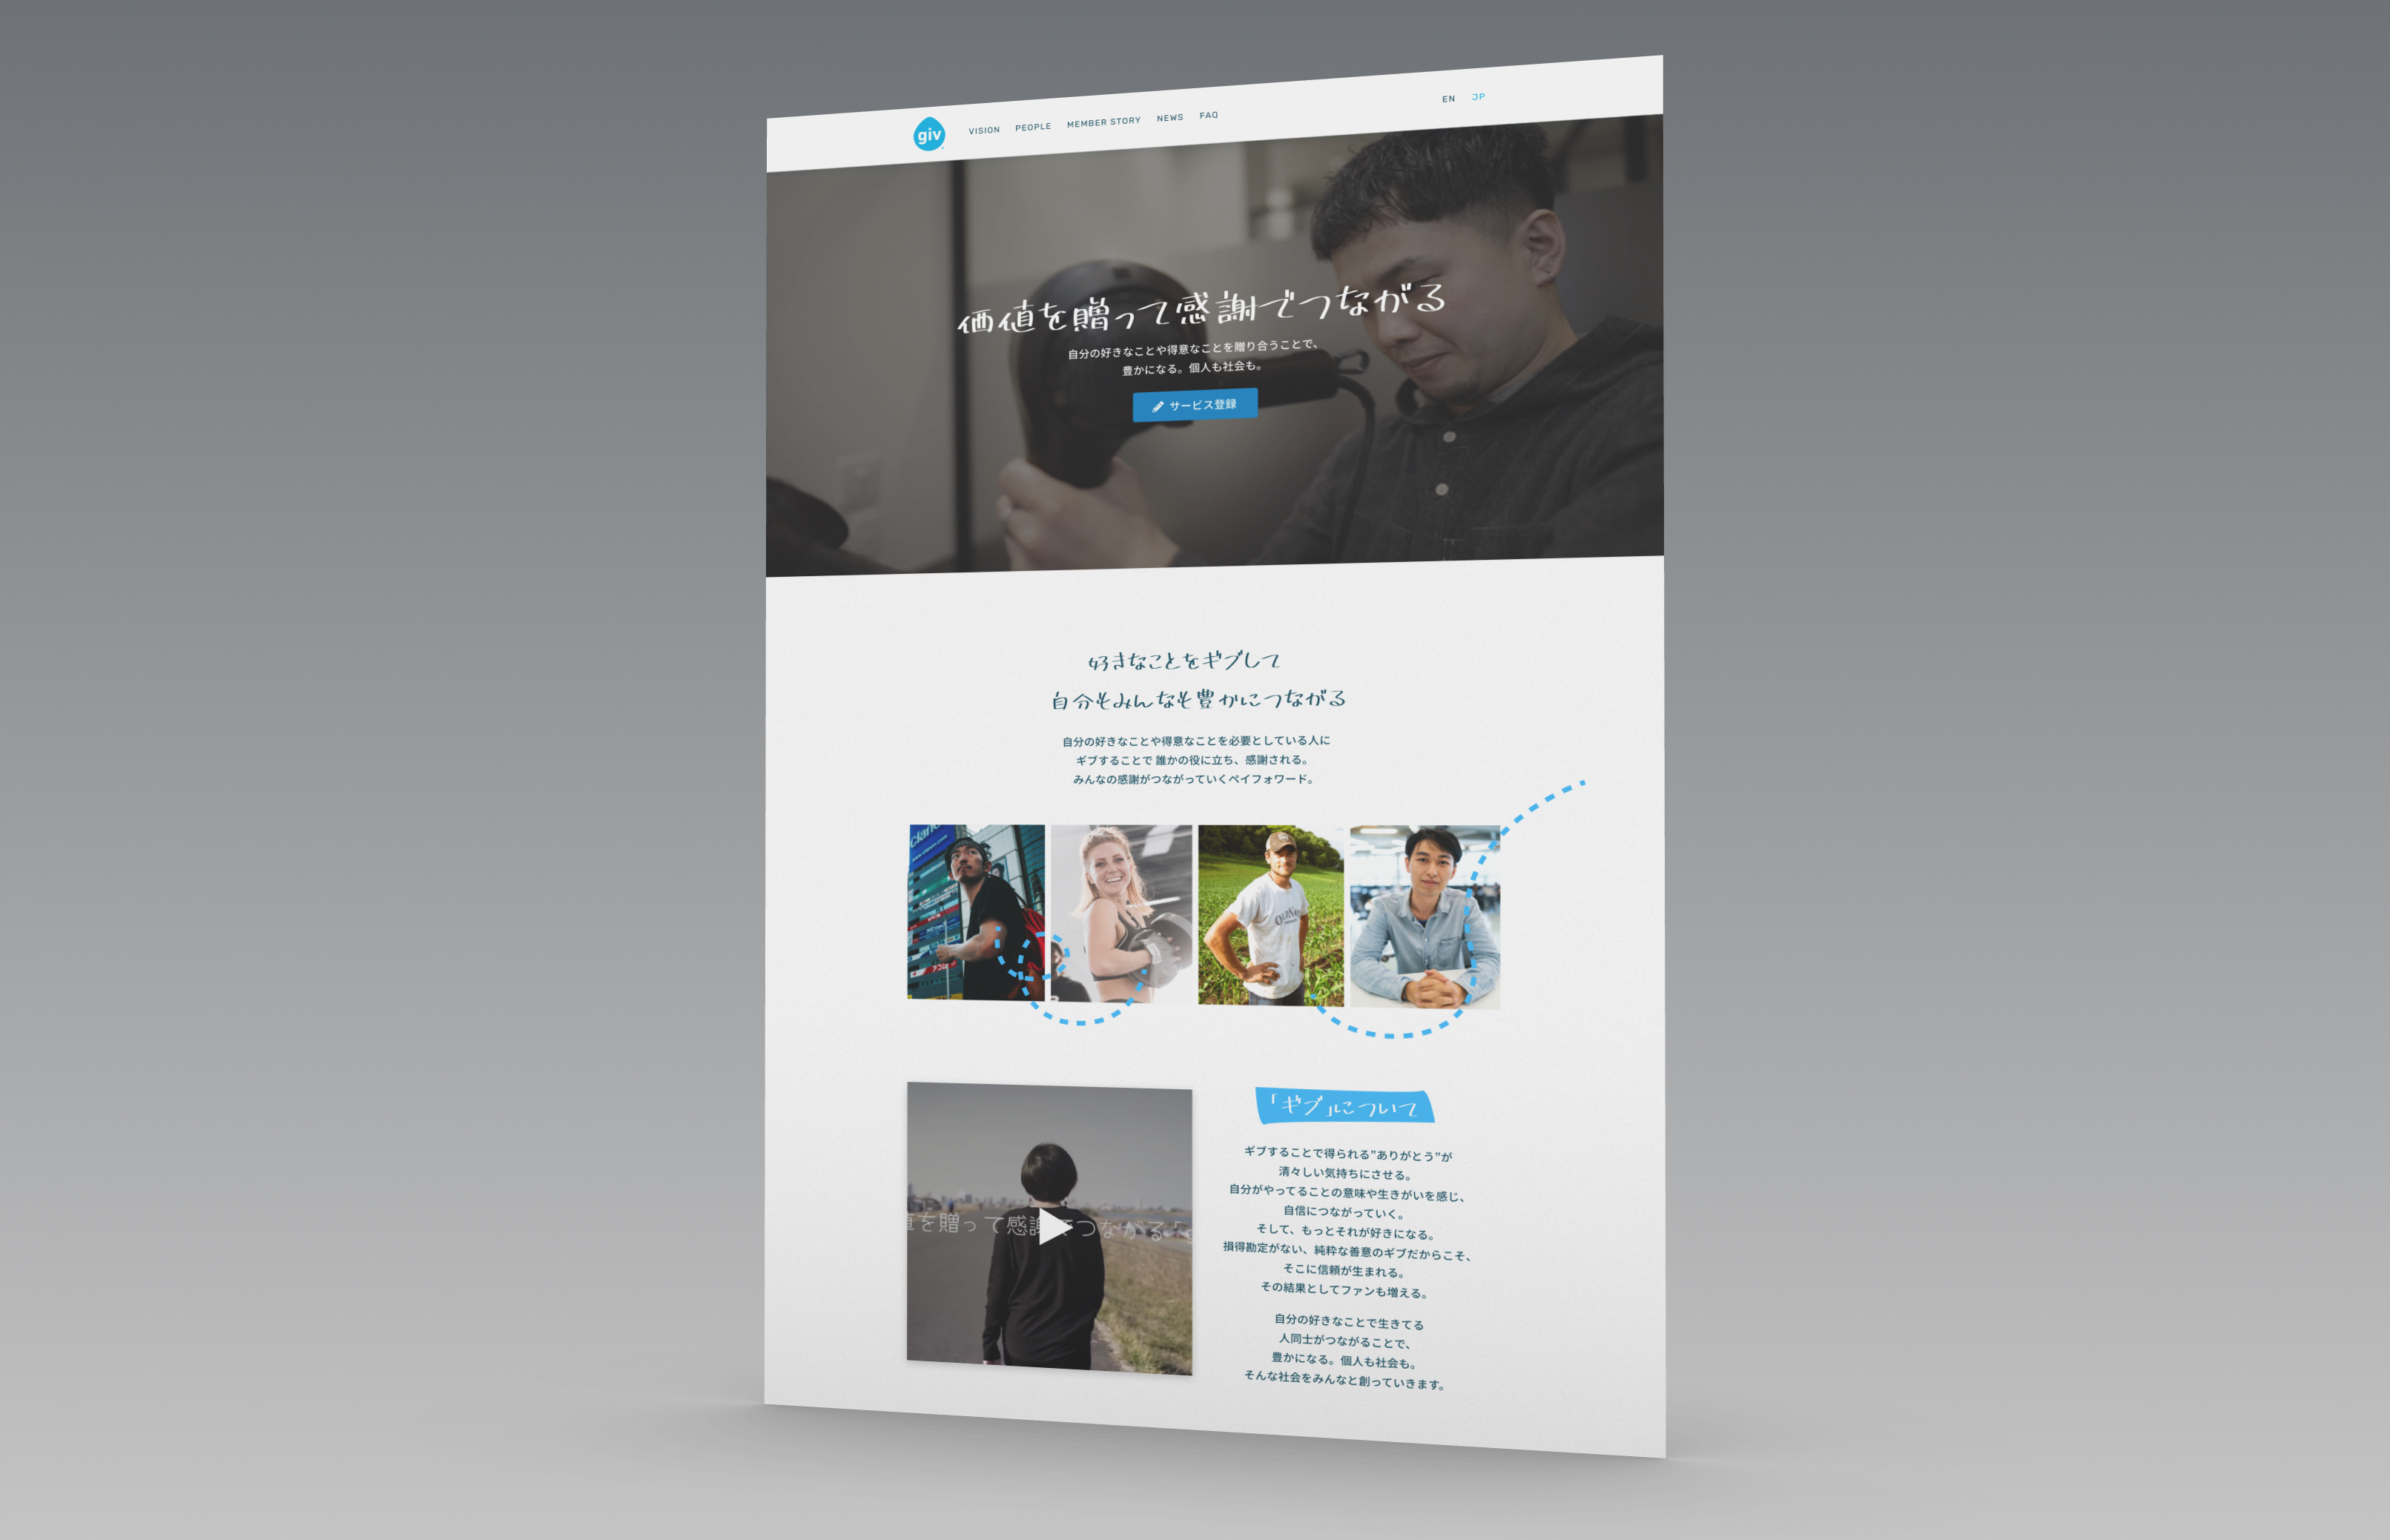 giv
VISION PEOPLE MEMBER STORY NEWS FAQ
EN JP
価値を贈って感謝でつながる
自分の好きなことや得意なことを贈り合うことで、
豊かになる。個人も社会も。
サービス登録
好きなことをギブして
自分もみんなも豊かにつながる
自分の好きなことや得意なことを必要としている人に
ギブすることで 誰かの役に立ち、感謝される。
みんなの感謝がつながっていくペイフォワード。
「ギブ」について
ギブすることで得られる”ありがとう”が
清々しい気持ちにさせる。
自分がやってることの意味や生きがいを感じ、
自信につながっていく。
そして、もっとそれが好きになる。
損得勘定がない、純粋な善意のギブだからこそ、
そこに信頼が生まれる。
その結果としてファンも増える。
自分の好きなことで生きてる
人同士がつながることで、
豊かになる。個人も社会も。
そんな社会をみんなと創っていきます。
を贈って感謝でつながる